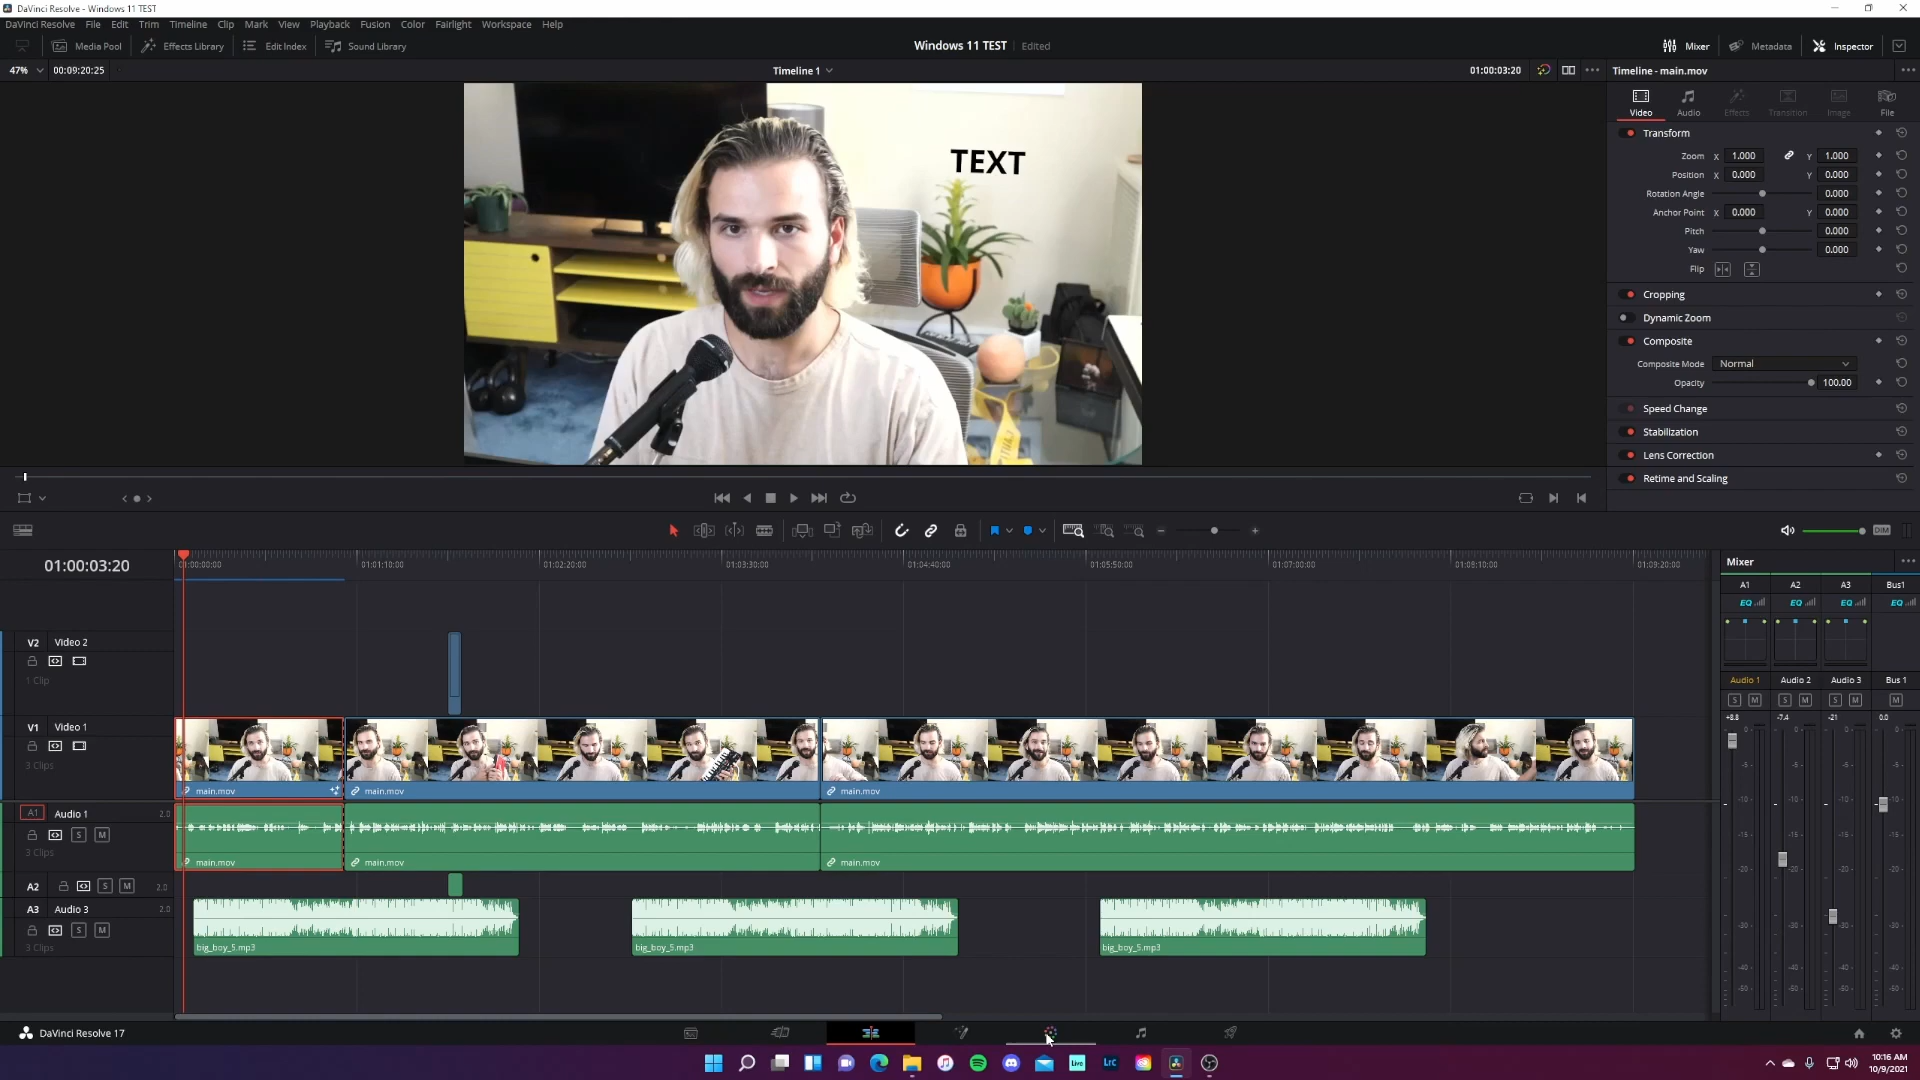 DaVinci Resolve - Windows 11 TEST
DaVinci Resolve File Edit Trim Timeline Clip Mark View Playback Fusion Color Fairlight Workspace Help
Media Pool Effects Library Edit Index Sound Library Windows 11 TEST Edited Mixer Metadata Inspector
47% 00:09:20:25 Timeline 1 01:00:03:20 Timeline - main.mov
Video Audio Effects Transition Image File
Transform
Zoom X 1.000 Y 1.000
Position X 0.000 Y 0.000
Rotation Angle 0.000
Anchor Point X 0.000 Y 0.000
Pitch 0.000
Yaw 0.000
Flip
Cropping
Dynamic Zoom
Composite
Composite Mode Normal
Opacity 100.00
Speed Change
Stabilization
Lens Correction
Retime and Scaling
TEXT
DIM
01:00:03:20
01:00:00:00 01:01:10:00 01:02:20:00 01:03:30:00 01:04:40:00 01:05:50:00 01:07:00:00 01:08:10:00 01:09:20:00
V2 Video 2
1 Clip
V1 Video 1
3 Clips
main.mov main.mov main.mov
A1 Audio 1 2.0
S M
3 Clips
main.mov main.mov main.mov
A2 S M 2.0
A3 Audio 3 2.0
S M
3 Clips
big_boy_5.mp3 big_boy_5.mp3 big_boy_5.mp3
Mixer
A1 A2 A3 Bus1
EQ EQ EQ EQ
Audio 1 Audio 2 Audio 3 Bus 1
S M S M S M M
+8.8 -7.4 -21 0.0
0- 0- 0- 0-
-5- -5- -5- -5-
-10- -10- -10- -10-
-15- -15- -15- -15-
-20- -20- -20- -20-
-30- -30- -30- -30-
-40- -40- -40- -40-
-50- -50- -50- -50-
DaVinci Resolve 17
Live LrC
10:16 AM
10/9/2021